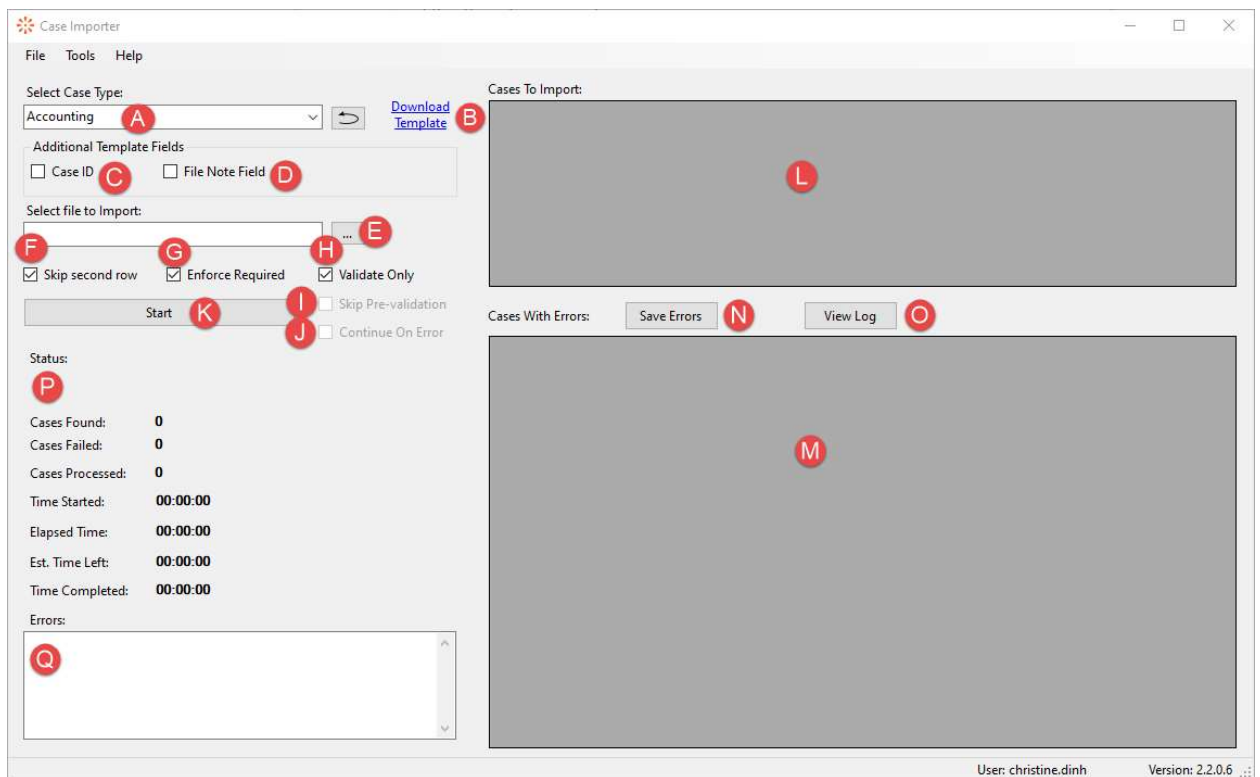 Case Importer
File Tools Help
Select Case Type:
Accounting A
Download
Template B
Additional Template Fields
Case ID C File Note Field D
Select file to Import:
... E
F G H
Skip second row Enforce Required Validate Only
Start K I Skip Pre-validation
J Continue On Error
Status:
P
Cases Found: 0
Cases Failed: 0
Cases Processed: 0
Time Started: 00:00:00
Elapsed Time: 00:00:00
Est. Time Left: 00:00:00
Time Completed: 00:00:00
Errors:
Q
Cases To Import:
L
Cases With Errors: Save Errors N View Log O
M
User: christine.dinh Version: 2.2.0.6